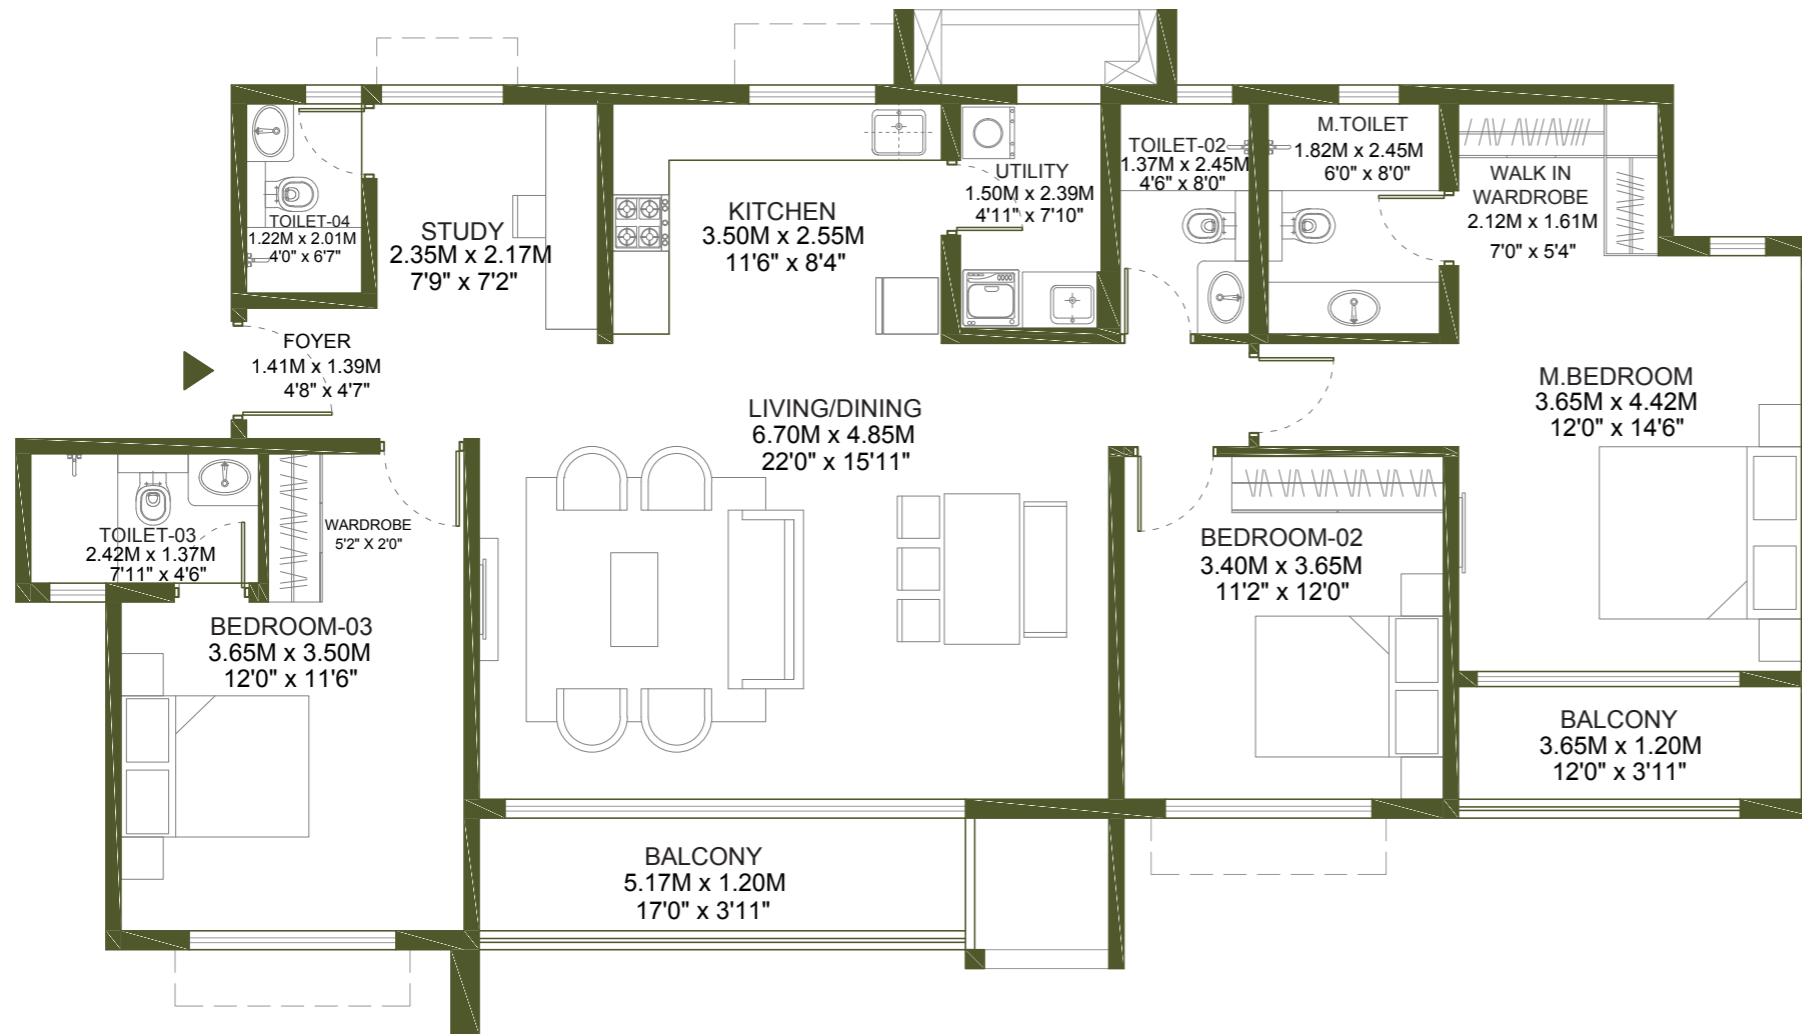 TOILET-04
1.22M x 2.01M
4'0" x 6'7"
STUDY
2.35M x 2.17M
7'9" x 7'2"
KITCHEN
3.50M x 2.55M
11'6" x 8'4"
UTILITY
1.50M x 2.39M
4'11" x 7'10"
TOILET-02
1.37M x 2.45M
4'6" x 8'0"
M.TOILET
1.82M x 2.45M
6'0" x 8'0"
WALK IN
WARDROBE
2.12M x 1.61M
7'0" x 5'4"
FOYER
1.41M x 1.39M
4'8" x 4'7"
LIVING/DINING
6.70M x 4.85M
22'0" x 15'11"
M.BEDROOM
3.65M x 4.42M
12'0" x 14'6"
TOILET-03
2.42M x 1.37M
7'11" x 4'6"
WARDROBE
5'2" X 2'0"
BEDROOM-02
3.40M x 3.65M
11'2" x 12'0"
BEDROOM-03
3.65M x 3.50M
12'0" x 11'6"
BALCONY
3.65M x 1.20M
12'0" x 3'11"
BALCONY
5.17M x 1.20M
17'0" x 3'11"